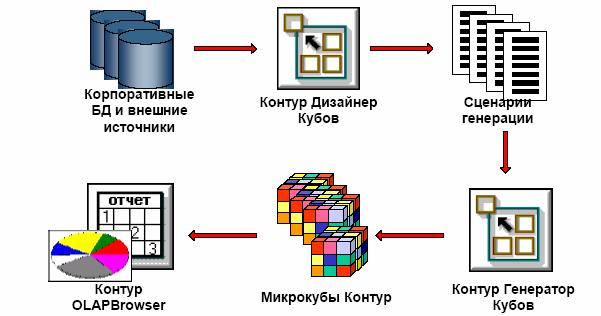 Корпоративные
БД и внешние
источники
Контур Дизайнер
Кубов
Сценарии
генерации
отчет
1
2
3
Контур
OLAPBrowser
Микрокубы Контур
Контур Генератор
Кубов